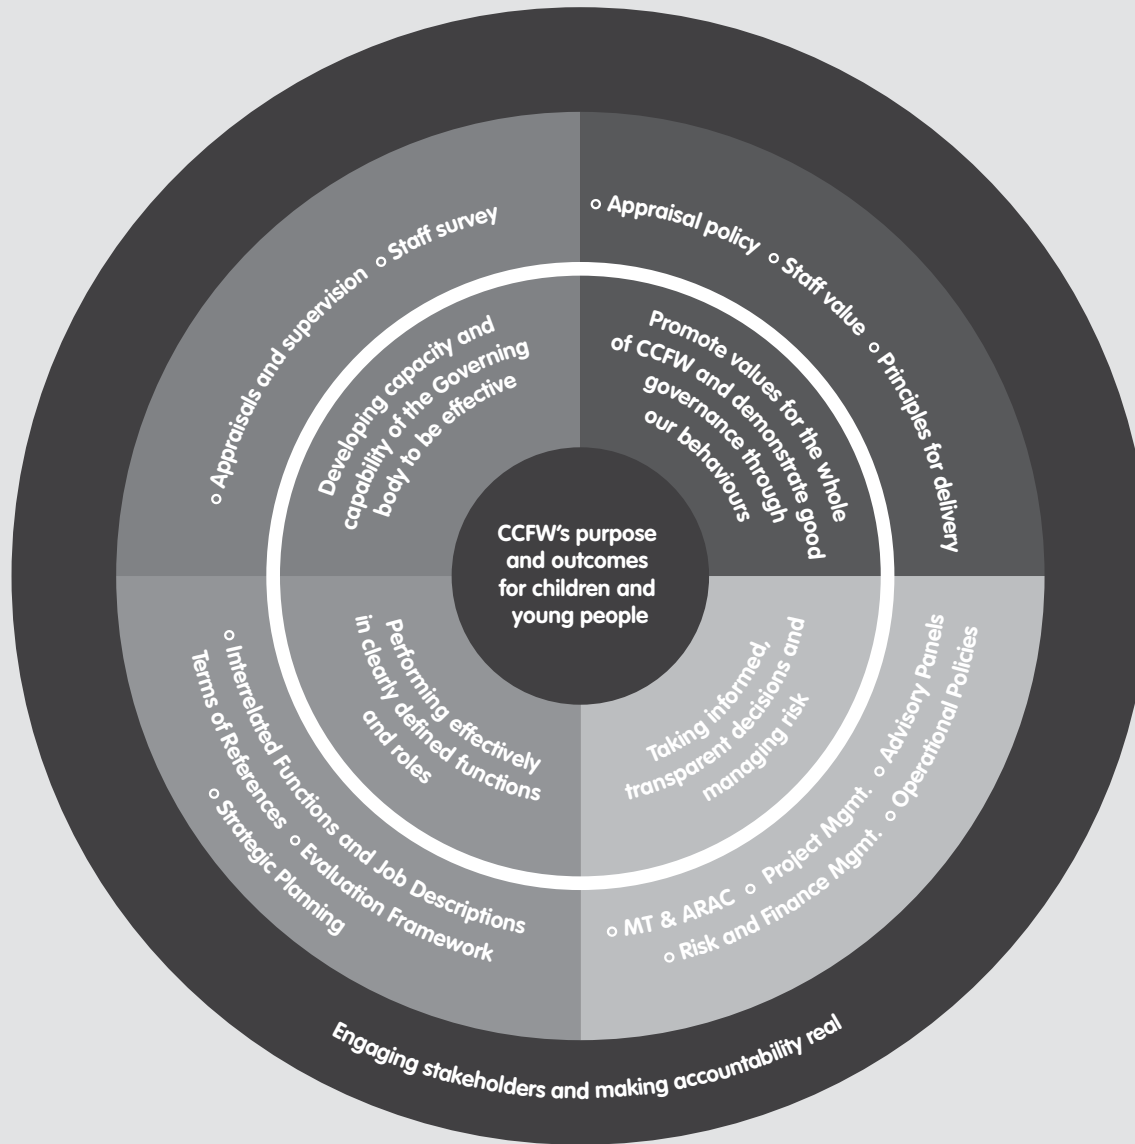 ° Appraisals and supervision ° Staff survey
° Appraisal policy ° Staff value ° Principles for delivery
Developing capacity and
capability of the Governing
body to be effective
Promote values for the whole
of CCFW and demonstrate good
governance through
our behaviours
CCFW's purpose
and outcomes
for children and
young people
Performing effectively
in clearly defined functions
and roles
Taking informed,
transparent decisions and
managing risk
° Interrelated Functions and Job Descriptions
Terms of References ° Evaluation Framework
° Strategic Planning
° MT & ARAC ° Project Mgmt. ° Advisory Panels
° Risk and Finance Mgmt. ° Operational Policies
Engaging stakeholders and making accountability real